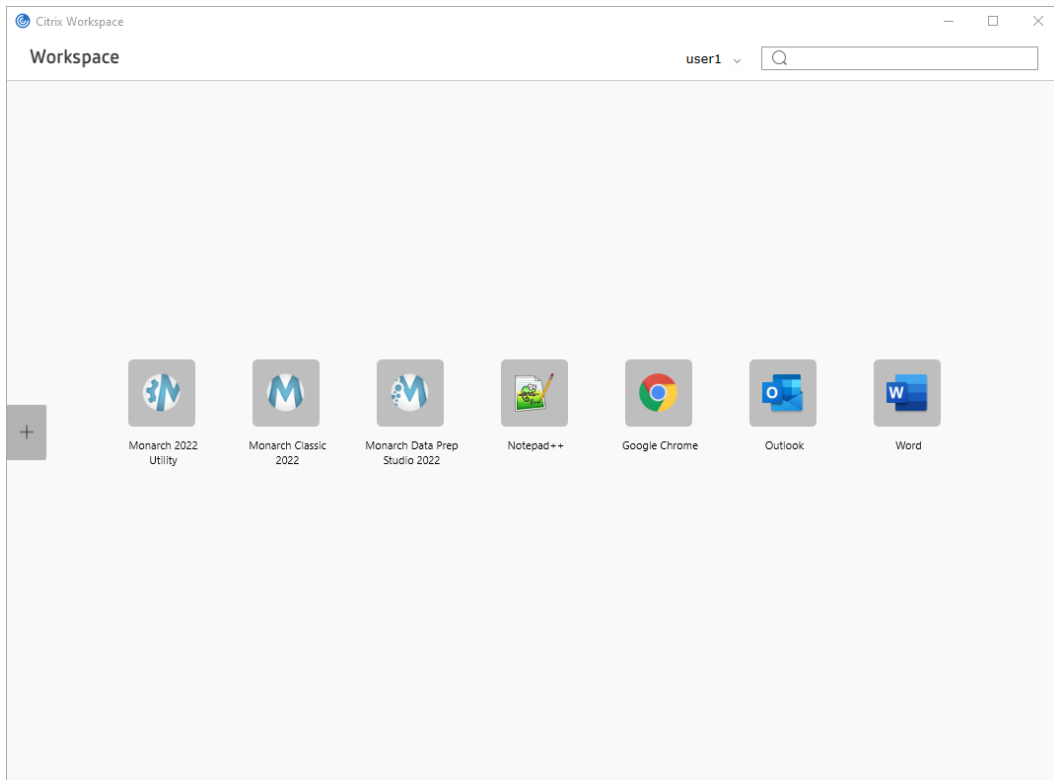 Citrix Workspace
Workspace
user1
Monarch 2022
Utility
Monarch Classic
2022
Monarch Data Prep
Studio 2022
Notepad++
Google Chrome
Outlook
Word